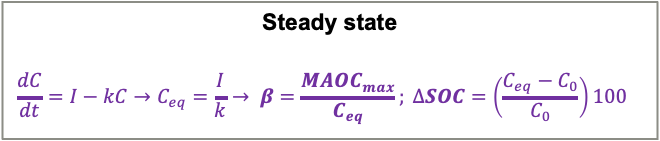 Steady state
dC/dt = I − kC → C_eq = I/k → β = MAOC_max/C_eq ; ΔSOC = ((C_eq − C_0)/C_0) 100